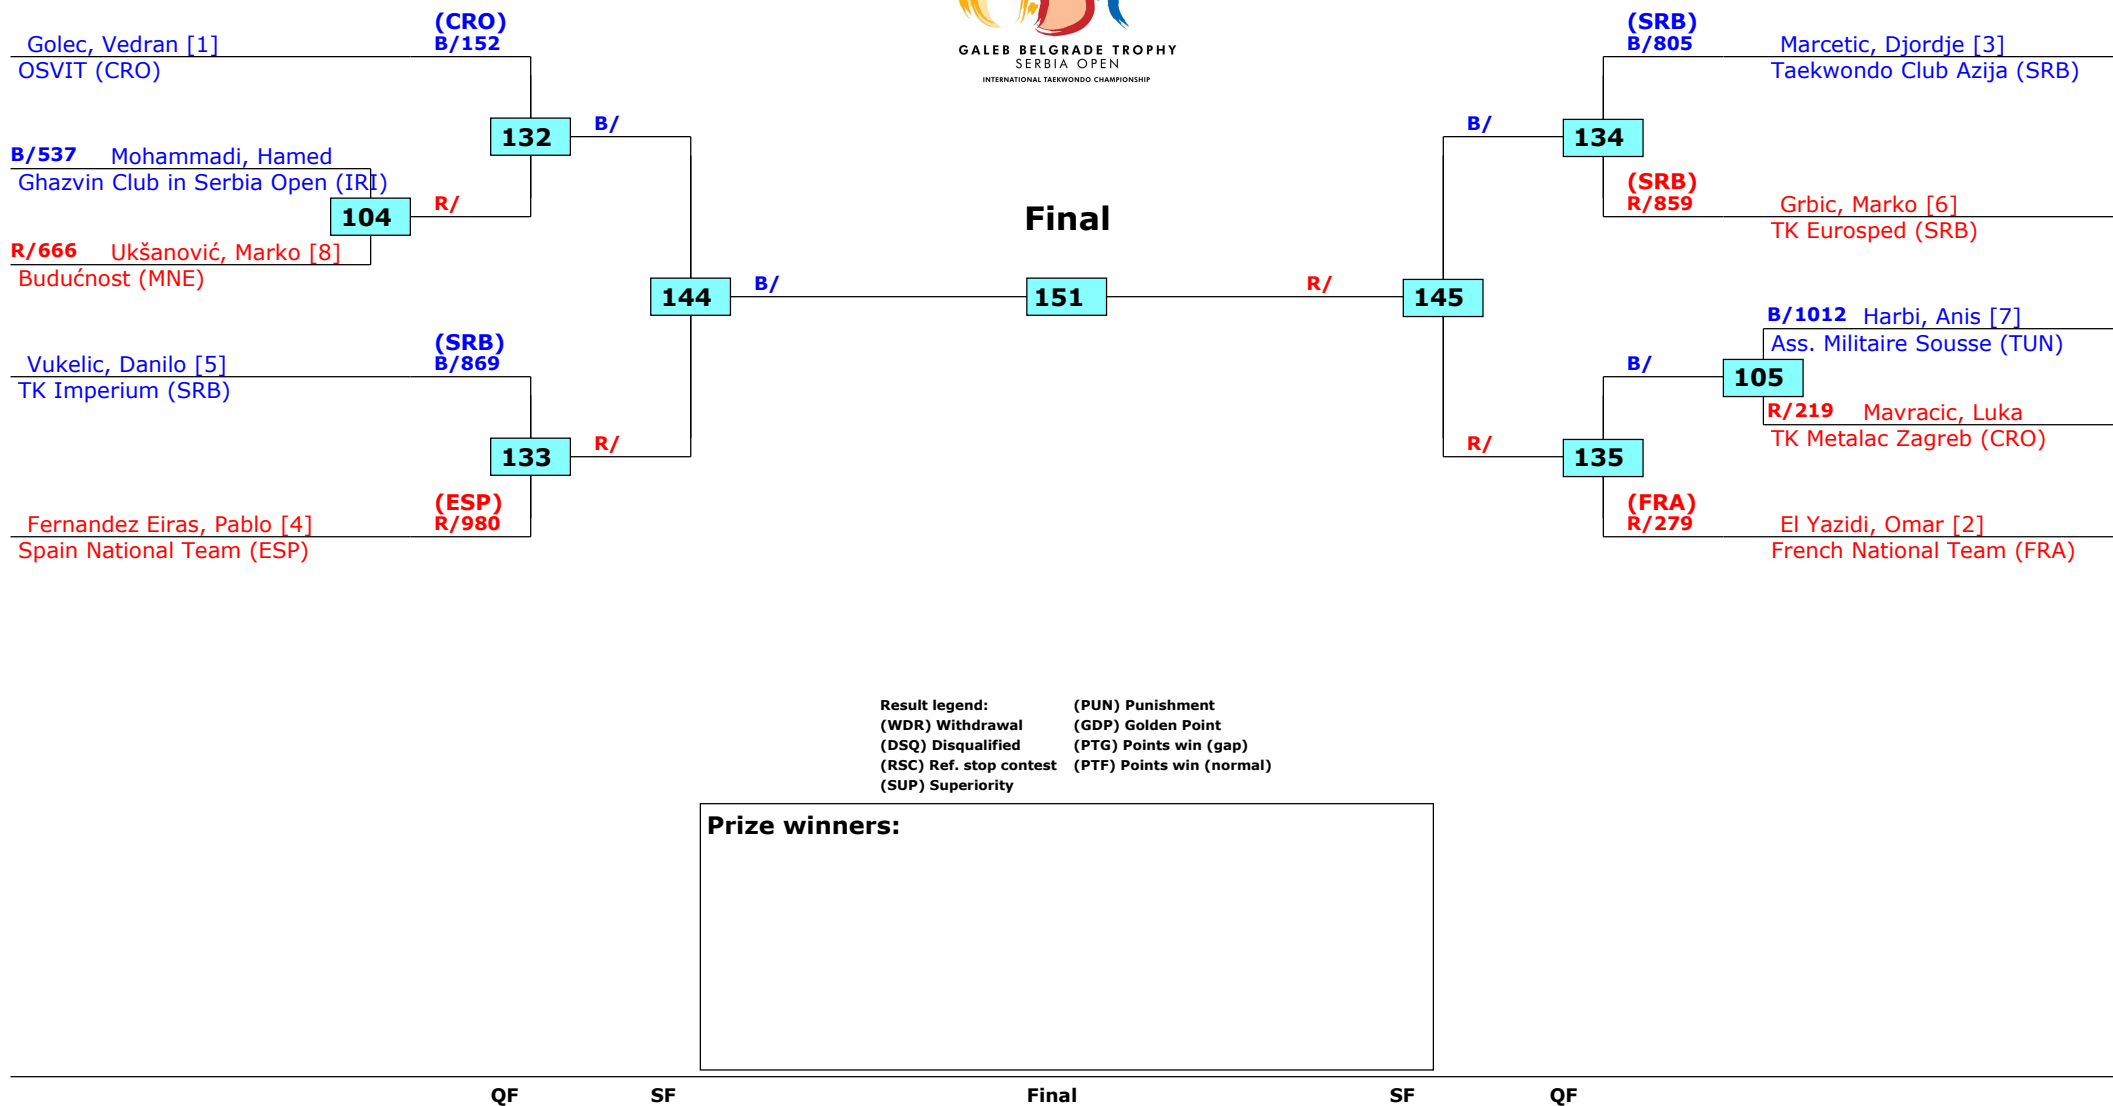 GALEB BELGRADE TROPHY
SERBIA OPEN
INTERNATIONAL TAEKWONDO CHAMPIONSHIP
Golec, Vedran [1]
OSVIT (CRO)
(CRO)
B/152
132
B/537 Mohammadi, Hamed
Ghazvin Club in Serbia Open (IRI)
104
R/
R/666 Ukšanović, Marko [8]
Budućnost (MNE)
B/
144
B/
Vukelic, Danilo [5]
TK Imperium (SRB)
(SRB)
B/869
133
R/
Fernandez Eiras, Pablo [4]
Spain National Team (ESP)
(ESP)
R/980
Final
151
(SRB)
B/805
Marcetic, Djordje [3]
Taekwondo Club Azija (SRB)
B/
134
(SRB)
R/859
Grbic, Marko [6]
TK Eurosped (SRB)
R/
145
B/1012 Harbi, Anis [7]
Ass. Militaire Sousse (TUN)
B/
105
R/219 Mavracic, Luka
TK Metalac Zagreb (CRO)
R/
135
(FRA)
R/279
El Yazidi, Omar [2]
French National Team (FRA)
Result legend: (PUN) Punishment
(WDR) Withdrawal (GDP) Golden Point
(DSQ) Disqualified (PTG) Points win (gap)
(RSC) Ref. stop contest (PTF) Points win (normal)
(SUP) Superiority
Prize winners:
QF SF Final SF QF